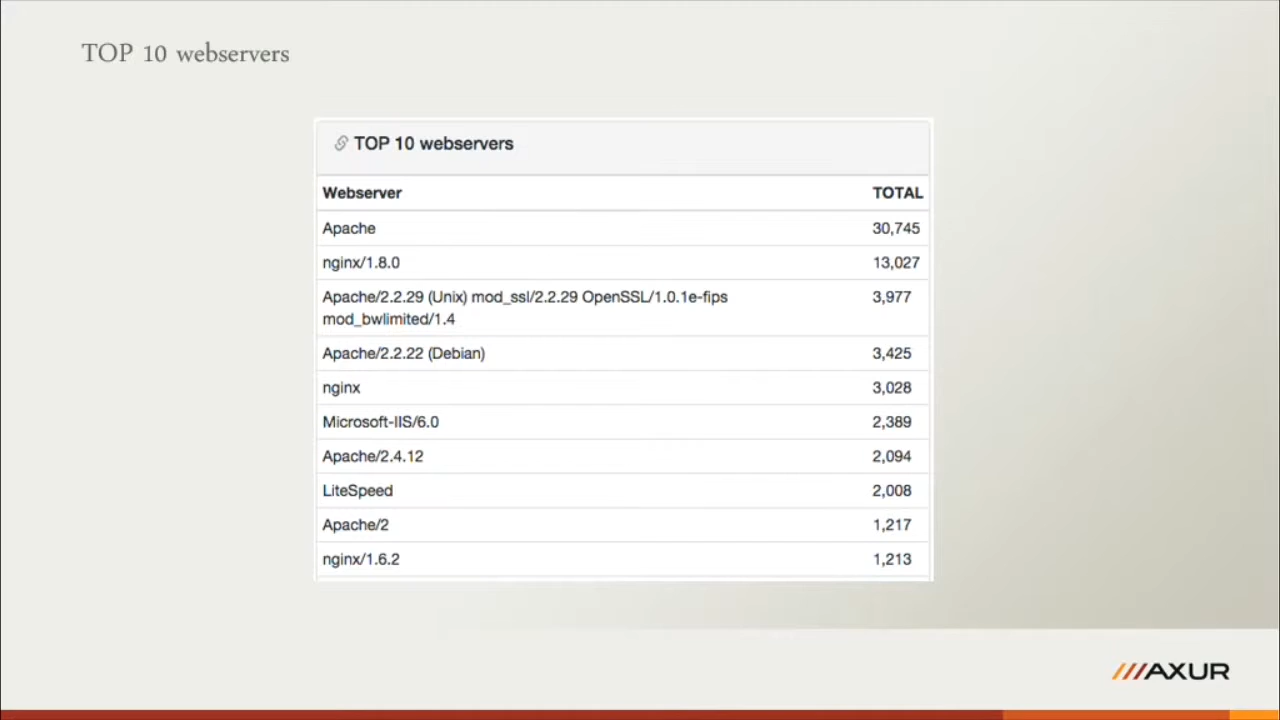 TOP 10 webservers
TOP 10 webservers
Webserver TOTAL
Apache 30,745
nginx/1.8.0 13,027
Apache/2.2.29 (Unix) mod_ssl/2.2.29 OpenSSL/1.0.1e-fips 3,977
mod_bwlimited/1.4
Apache/2.2.22 (Debian) 3,425
nginx 3,028
Microsoft-IIS/6.0 2,389
Apache/2.4.12 2,094
LiteSpeed 2,008
Apache/2 1,217
nginx/1.6.2 1,213
AXUR